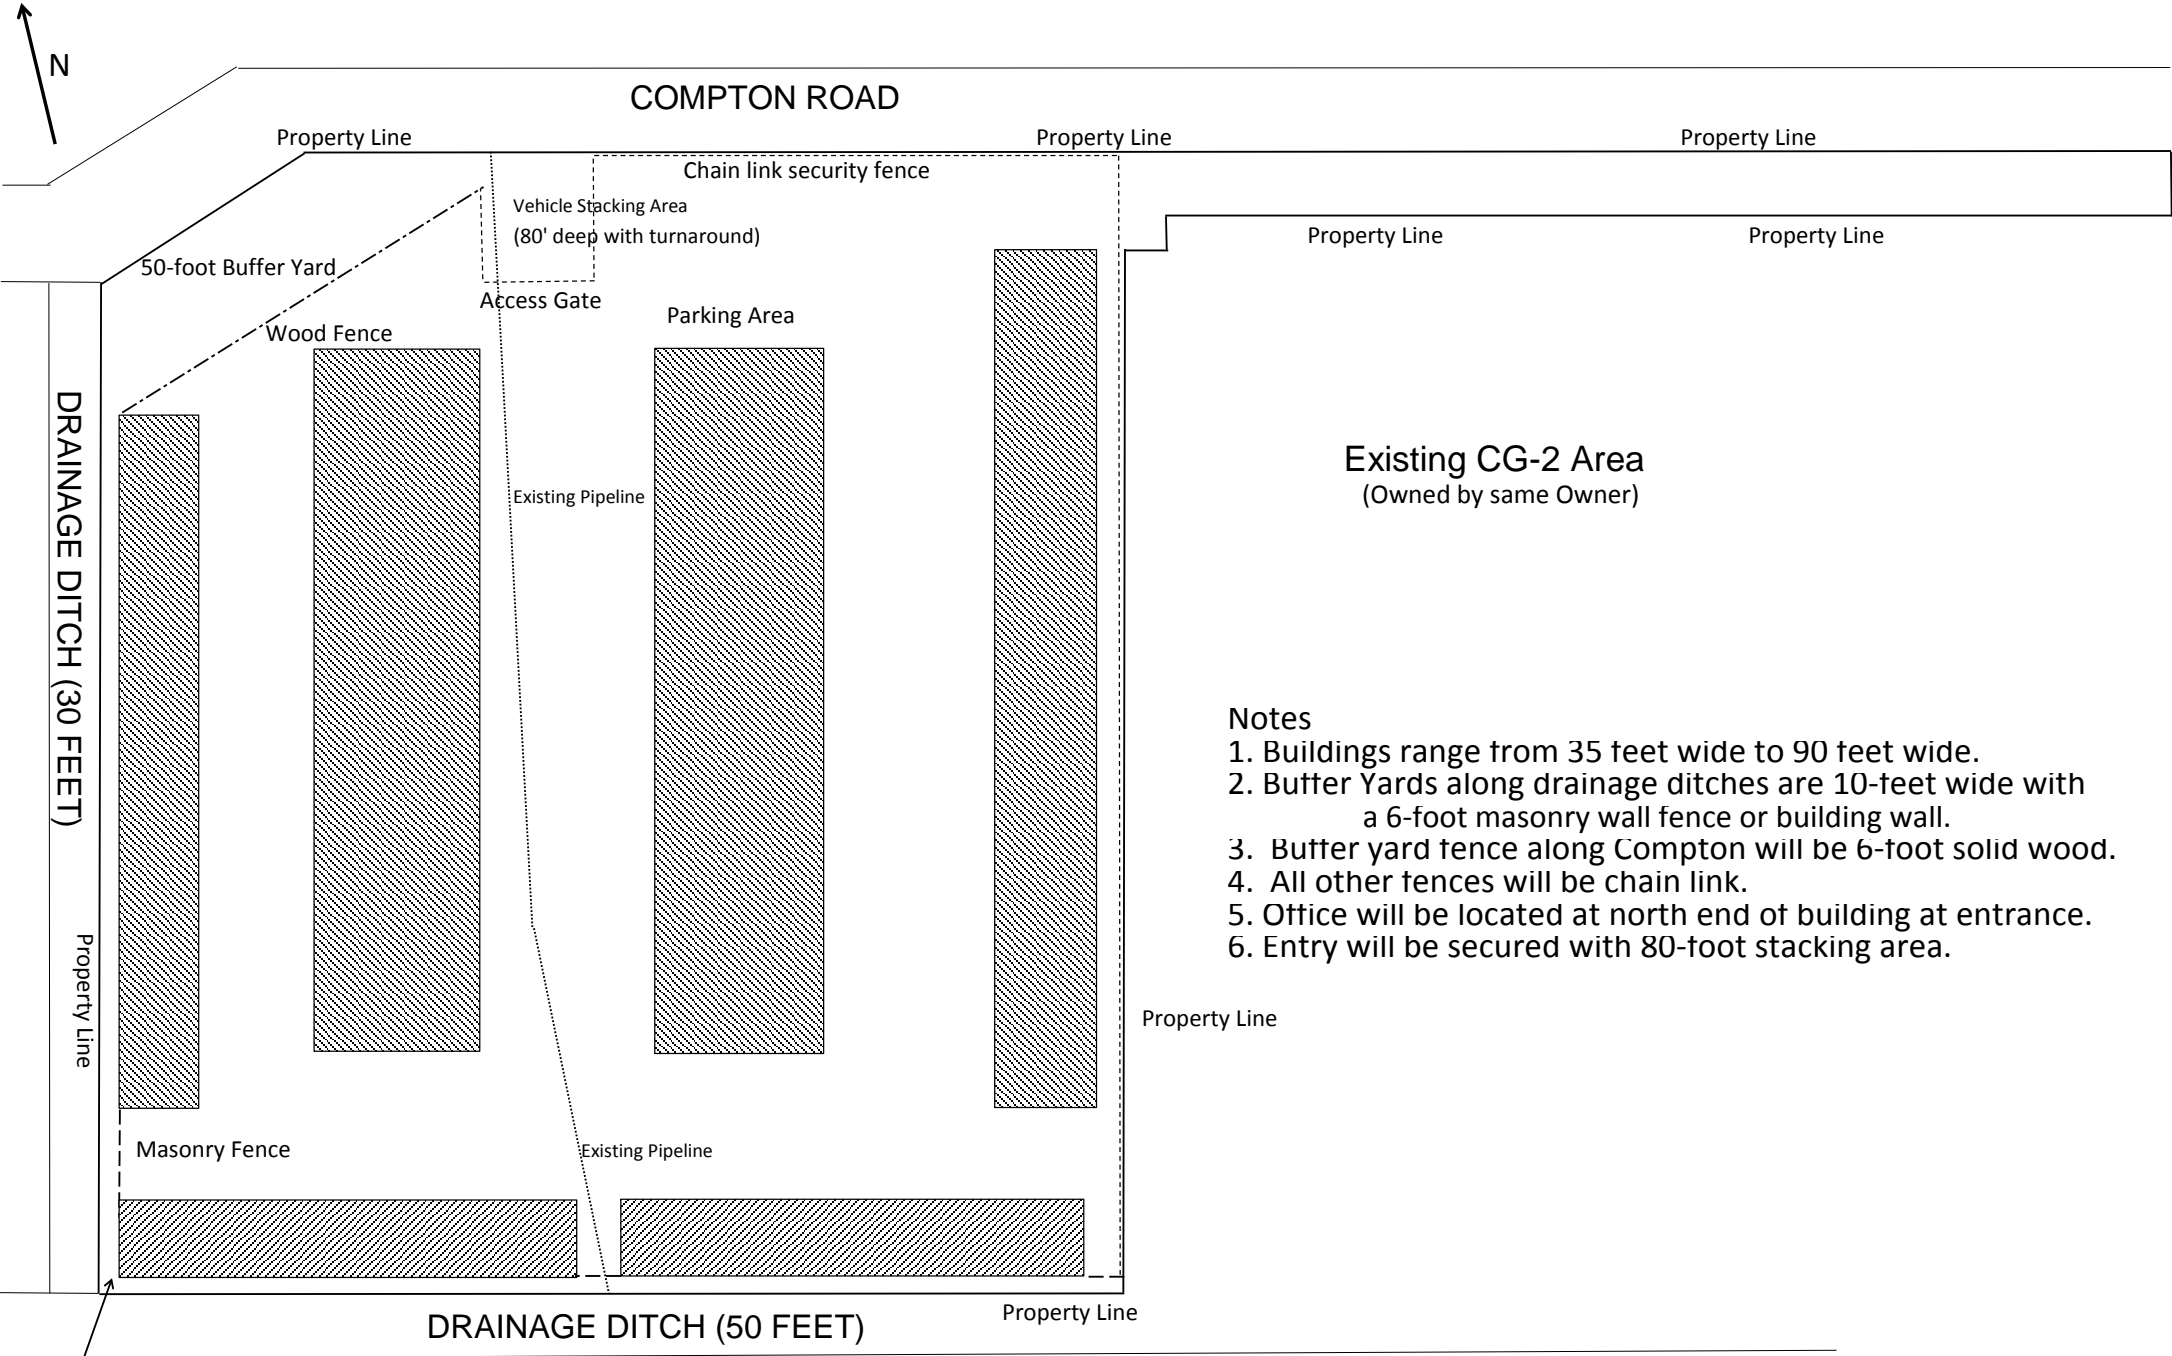 N
COMPTON ROAD
Property Line
Property Line
Property Line
Chain link security fence
Vehicle Stacking Area
(80' deep with turnaround)
Property Line
Property Line
50-foot Buffer Yard
Access Gate
Parking Area
Wood Fence
DRAINAGE DITCH (30 FEET)
Existing CG-2 Area
(Owned by same Owner)
Existing Pipeline
Notes
1. Buildings range from 35 feet wide to 90 feet wide.
2. Buffer Yards along drainage ditches are 10-feet wide with
a 6-foot masonry wall fence or building wall.
3. Buffer yard fence along Compton will be 6-foot solid wood.
4. All other fences will be chain link.
5. Office will be located at north end of building at entrance.
6. Entry will be secured with 80-foot stacking area.
Property Line
Property Line
Masonry Fence
Existing Pipeline
Property Line
DRAINAGE DITCH (50 FEET)